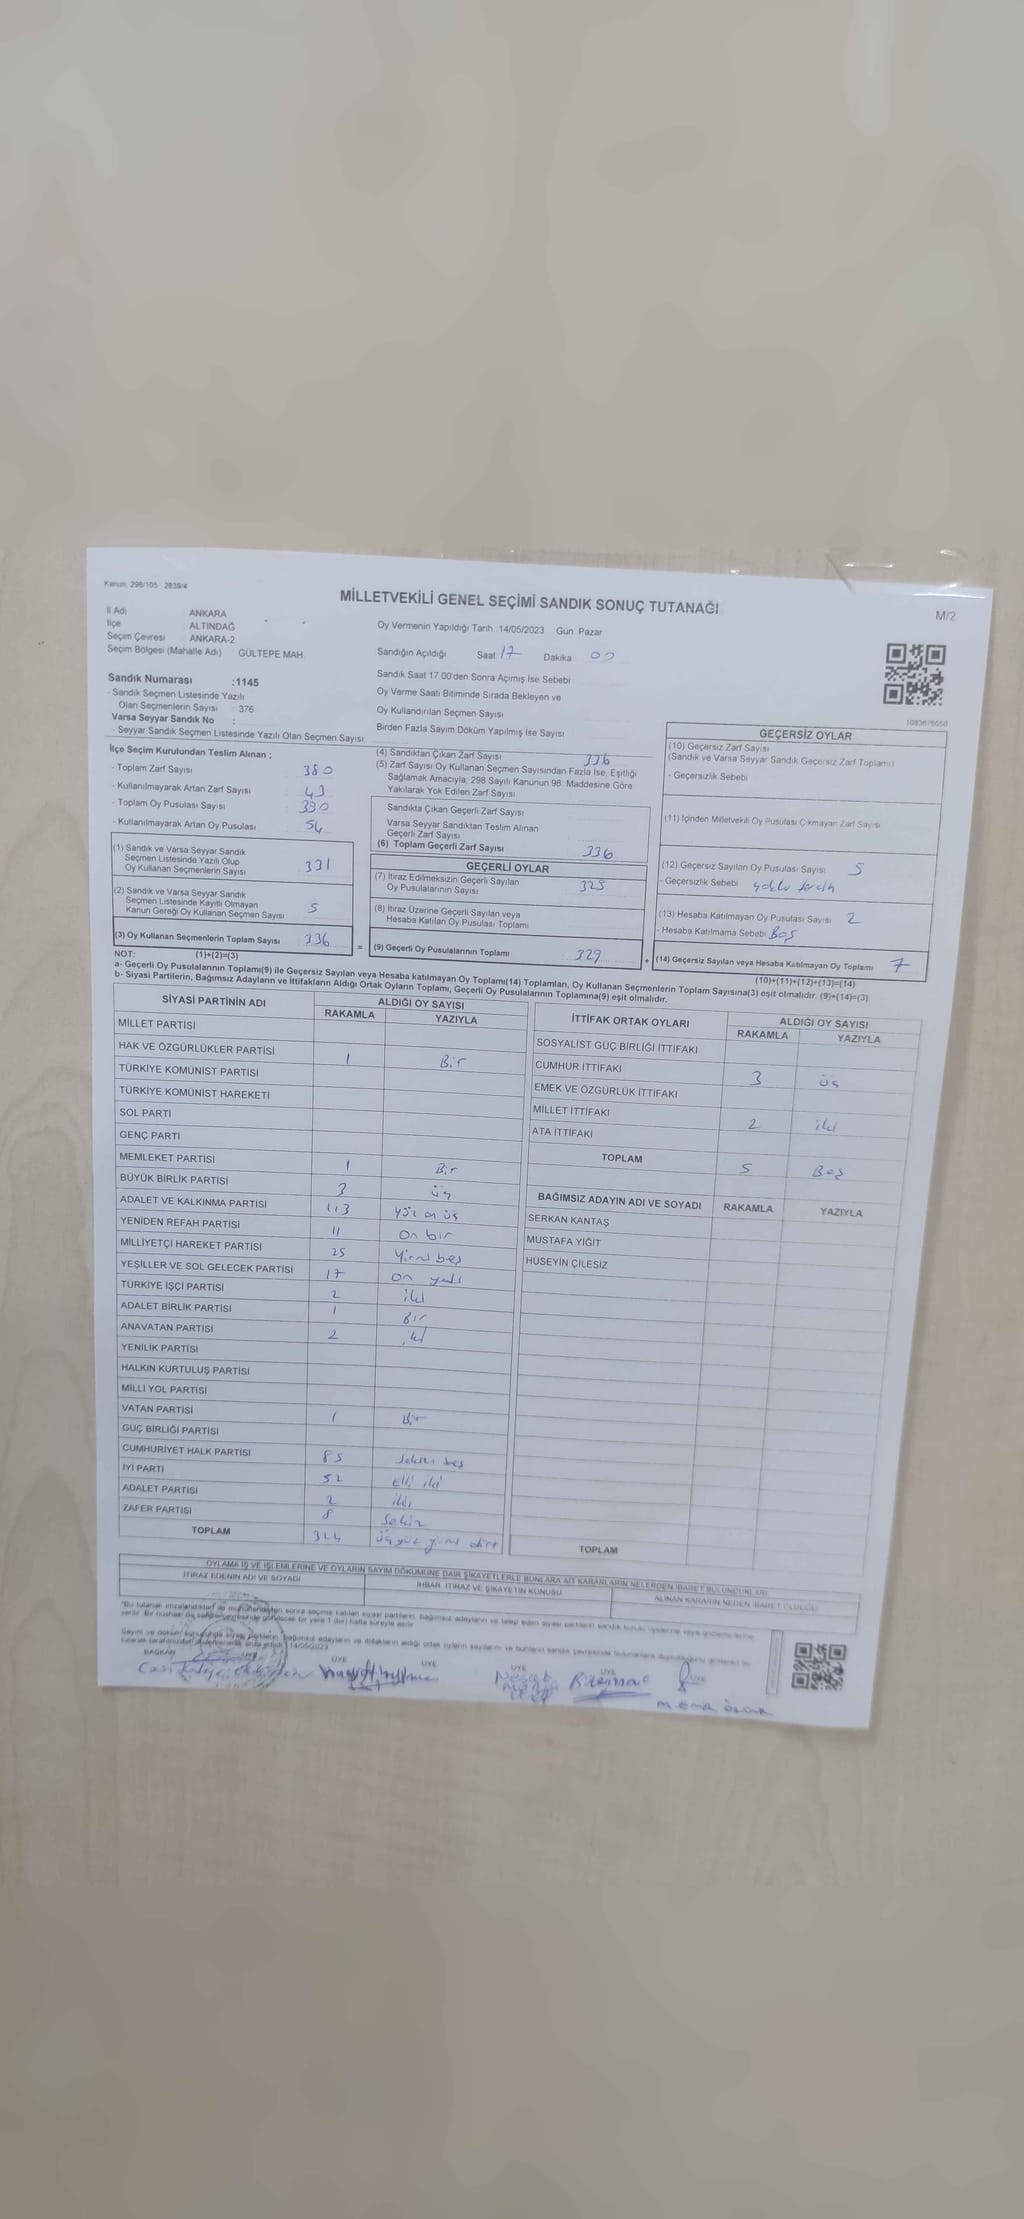 Kanun: 298/105 2839/4
MİLLETVEKİLİ GENEL SEÇİMİ SANDIK SONUÇ TUTANAĞI
M/2
İl Adı ANKARA
İlçe ALTINDAĞ
Seçim Çevresi ANKARA-2
Seçim Bölgesi (Mahalle Adı) GÜLTEPE MAH.
Oy Vermenin Yapıldığı Tarih :14/05/2023 Gün: Pazar
Sandığın Açıldığı Saat 17 Dakika 00
Sandık Saat 17.00'den Sonra Açımış İse Sebebi
Oy Verme Saati Bitiminde Sırada Bekleyen ve
Oy Kullandırılan Seçmen Sayısı
Birden Fazla Sayım Döküm Yapılmış İse Sayısı
Sandık Numarası :1145
- Sandık Seçmen Listesinde Yazılı
Olan Seçmenlerin Sayısı : 376
Varsa Seyyar Sandık No :
- Seyyar Sandık Seçmen Listesinde Yazılı Olan Seçmen Sayısı:
İlçe Seçim Kurulundan Teslim Alınan ;
- Toplam Zarf Sayısı 380
- Kullanılmayarak Artan Zarf Sayısı 43
- Toplam Oy Pusulası Sayısı 330
- Kullanılmayarak Artan Oy Pusulası 54
(1) Sandık ve Varsa Seyyar Sandık
Seçmen Listesinde Yazılı Olup
Oy Kullanan Seçmenlerin Sayısı 331
(2) Sandık ve Varsa Seyyar Sandık
Seçmen Listesinde Kayıtlı Olmayan
Kanun Gereği Oy Kullanan Seçmen Sayısı 5
(3) Oy Kullanan Seçmenlerin Toplam Sayısı 336
(4) Sandıktan Çıkan Zarf Sayısı 336
(5) Zarf Sayısı Oy Kullanan Seçmen Sayısından Fazla İse, Eşitliği
Sağlamak Amacıyla, 298 Sayılı Kanunun 98. Maddesine Göre
Yakılarak Yok Edilen Zarf Sayısı
Sandıkta Çıkan Geçerli Zarf Sayısı
Varsa Seyyar Sandıktan Teslim Alınan
Geçerli Zarf Sayısı
(6) Toplam Geçerli Zarf Sayısı 336
GEÇERLİ OYLAR
(7) İtiraz Edilmeksizin Geçerli Sayılan
Oy Pusulalarının Sayısı 329
(8) İtiraz Üzerine Geçerli Sayılan veya
Hesaba Katılan Oy Pusulası Toplamı
= (9) Geçerli Oy Pusulalarının Toplamı 329
1083676558
GEÇERSİZ OYLAR
(10) Geçersiz Zarf Sayısı
(Sandık ve Varsa Seyyar Sandık Geçersiz Zarf Toplamı)
- Geçersizlik Sebebi
(11) İçinden Milletvekili Oy Pusulası Çıkmayan Zarf Sayısı
(12) Geçersiz Sayılan Oy Pusulası Sayısı 5
- Geçersizlik Sebebi
(13) Hesaba Katılmayan Oy Pusulası Sayısı 2
- Hesaba Katılmama Sebebi Boş
+ (14) Geçersiz Sayılan veya Hesaba Katılmayan Oy Toplamı 7
NOT: (1)+(2)=(3)
(10)+(11)+(12)+(13)=(14)
a- Geçerli Oy Pusulalarının Toplamı(9) ile Geçersiz Sayılan veya Hesaba katılmayan Oy Toplamı(14) Toplamları, Oy Kullanan Seçmenlerin Toplam Sayısına(3) eşit olmalıdır. (9)+(14)=(3)
b- Siyasi Partilerin, Bağımsız Adayların ve İttifakların Aldığı Ortak Oyların Toplamı, Geçerli Oy Pusulalarının Toplamına(9) eşit olmalıdır.
SİYASİ PARTİNİN ADI ALDIĞI OY SAYISI
RAKAMLA YAZIYLA
MİLLET PARTİSİ
HAK VE ÖZGÜRLÜKLER PARTİSİ 1 Bir
TÜRKİYE KOMÜNİST PARTİSİ
TÜRKİYE KOMÜNİST HAREKETİ
SOL PARTİ
GENÇ PARTİ
MEMLEKET PARTİSİ 1 Bir
BÜYÜK BİRLİK PARTİSİ 3 üç
ADALET VE KALKINMA PARTİSİ 113 yüz on üç
YENİDEN REFAH PARTİSİ 11 on bir
MİLLİYETÇİ HAREKET PARTİSİ 25 yirmi beş
YEŞİLLER VE SOL GELECEK PARTİSİ 17 on yedi
TÜRKİYE İŞÇİ PARTİSİ 2 iki
ADALET BİRLİK PARTİSİ 1 Bir
ANAVATAN PARTİSİ 2 iki
YENİLİK PARTİSİ
HALKIN KURTULUŞ PARTİSİ
MİLLİ YOL PARTİSİ
VATAN PARTİSİ 1 Bir
GÜÇ BİRLİĞİ PARTİSİ
CUMHURİYET HALK PARTİSİ 85 seksen beş
İYİ PARTİ 52 Elli iki
ADALET PARTİSİ 2 iki
ZAFER PARTİSİ 8 Sekiz
TOPLAM 324 üç yüz yirmi dört
İTTİFAK ORTAK OYLARI ALDIĞI OY SAYISI
RAKAMLA YAZIYLA
SOSYALİST GÜÇ BİRLİĞİ İTTİFAKI
CUMHUR İTTİFAKI 3 üç
EMEK VE ÖZGÜRLÜK İTTİFAKI
MİLLET İTTİFAKI 2 iki
ATA İTTİFAKI
TOPLAM 5 Beş
BAĞIMSIZ ADAYIN ADI VE SOYADI RAKAMLA YAZIYLA
SERKAN KANTAŞ
MUSTAFA YİĞİT
HÜSEYİN ÇİLESİZ
TOPLAM
OYLAMA İŞ VE İŞLEMLERİNE VE OYLARIN SAYIM DÖKÜMÜNE DAİR ŞİKAYETLERLE BUNLARA AİT KARARLARIN NELERDEN İBARET BULUNDUKLARI
İTİRAZ EDENİN ADI VE SOYADI İHBAR, İTİRAZ VE ŞİKAYETİN KONUSU ALINAN KARARIN NEDEN İBARET OLDUĞU
14/05/2023
BAŞKAN ÜYE ÜYE ÜYE ÜYE ÜYE